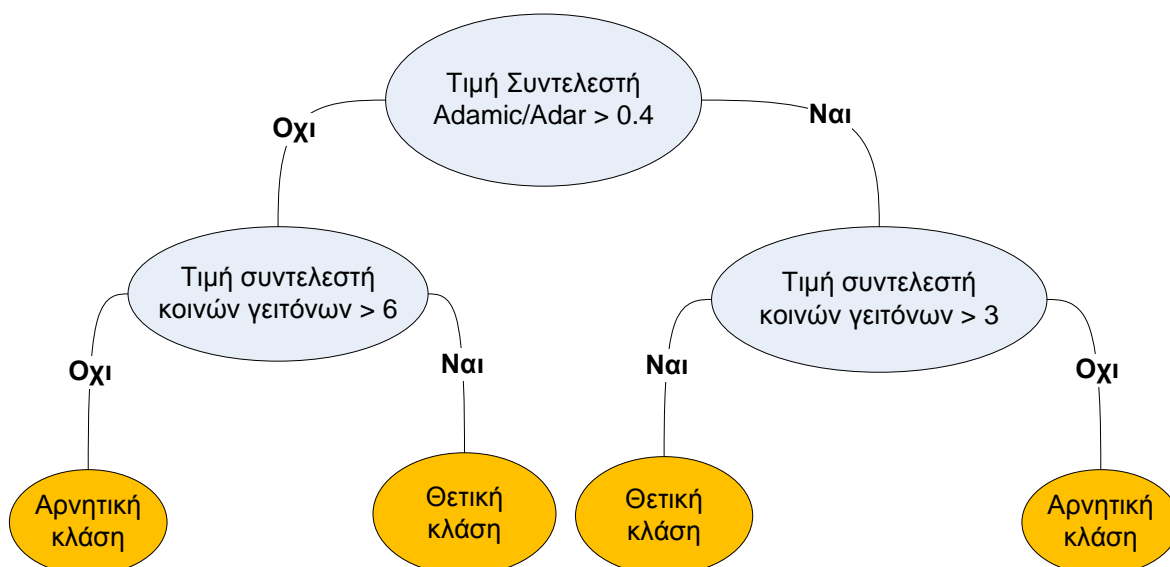 Τιμή Συντελεστή
Adamic/Adar > 0.4
Οχι
Ναι
Τιμή συντελεστή
κοινών γειτόνων > 6
Τιμή συντελεστή
κοινών γειτόνων > 3
Οχι
Ναι
Ναι
Οχι
Αρνητική
κλάση
Θετική
κλάση
Θετική
κλάση
Αρνητική
κλάση